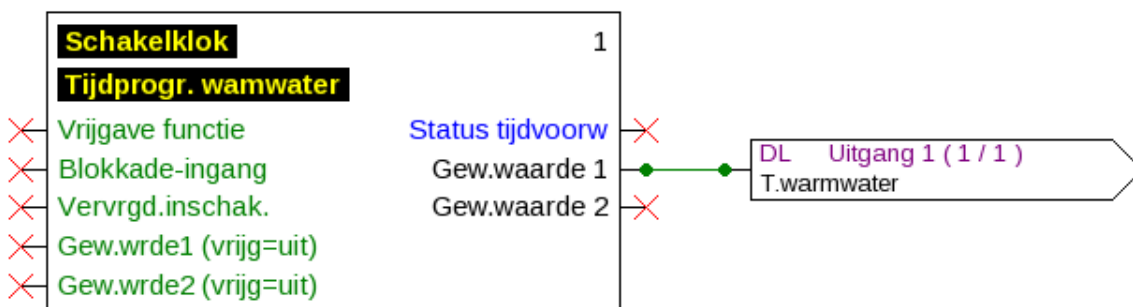 Schakelklok 1
Tijdprogr. wamwater
Vrijgave functie Status tijdvoorw
Blokkade-ingang Gew.waarde 1
Vervrgd.inschak. Gew.waarde 2
Gew.wrde1 (vrijg=uit)
Gew.wrde2 (vrijg=uit)
DL Uitgang 1 ( 1 / 1 )
T.warmwater